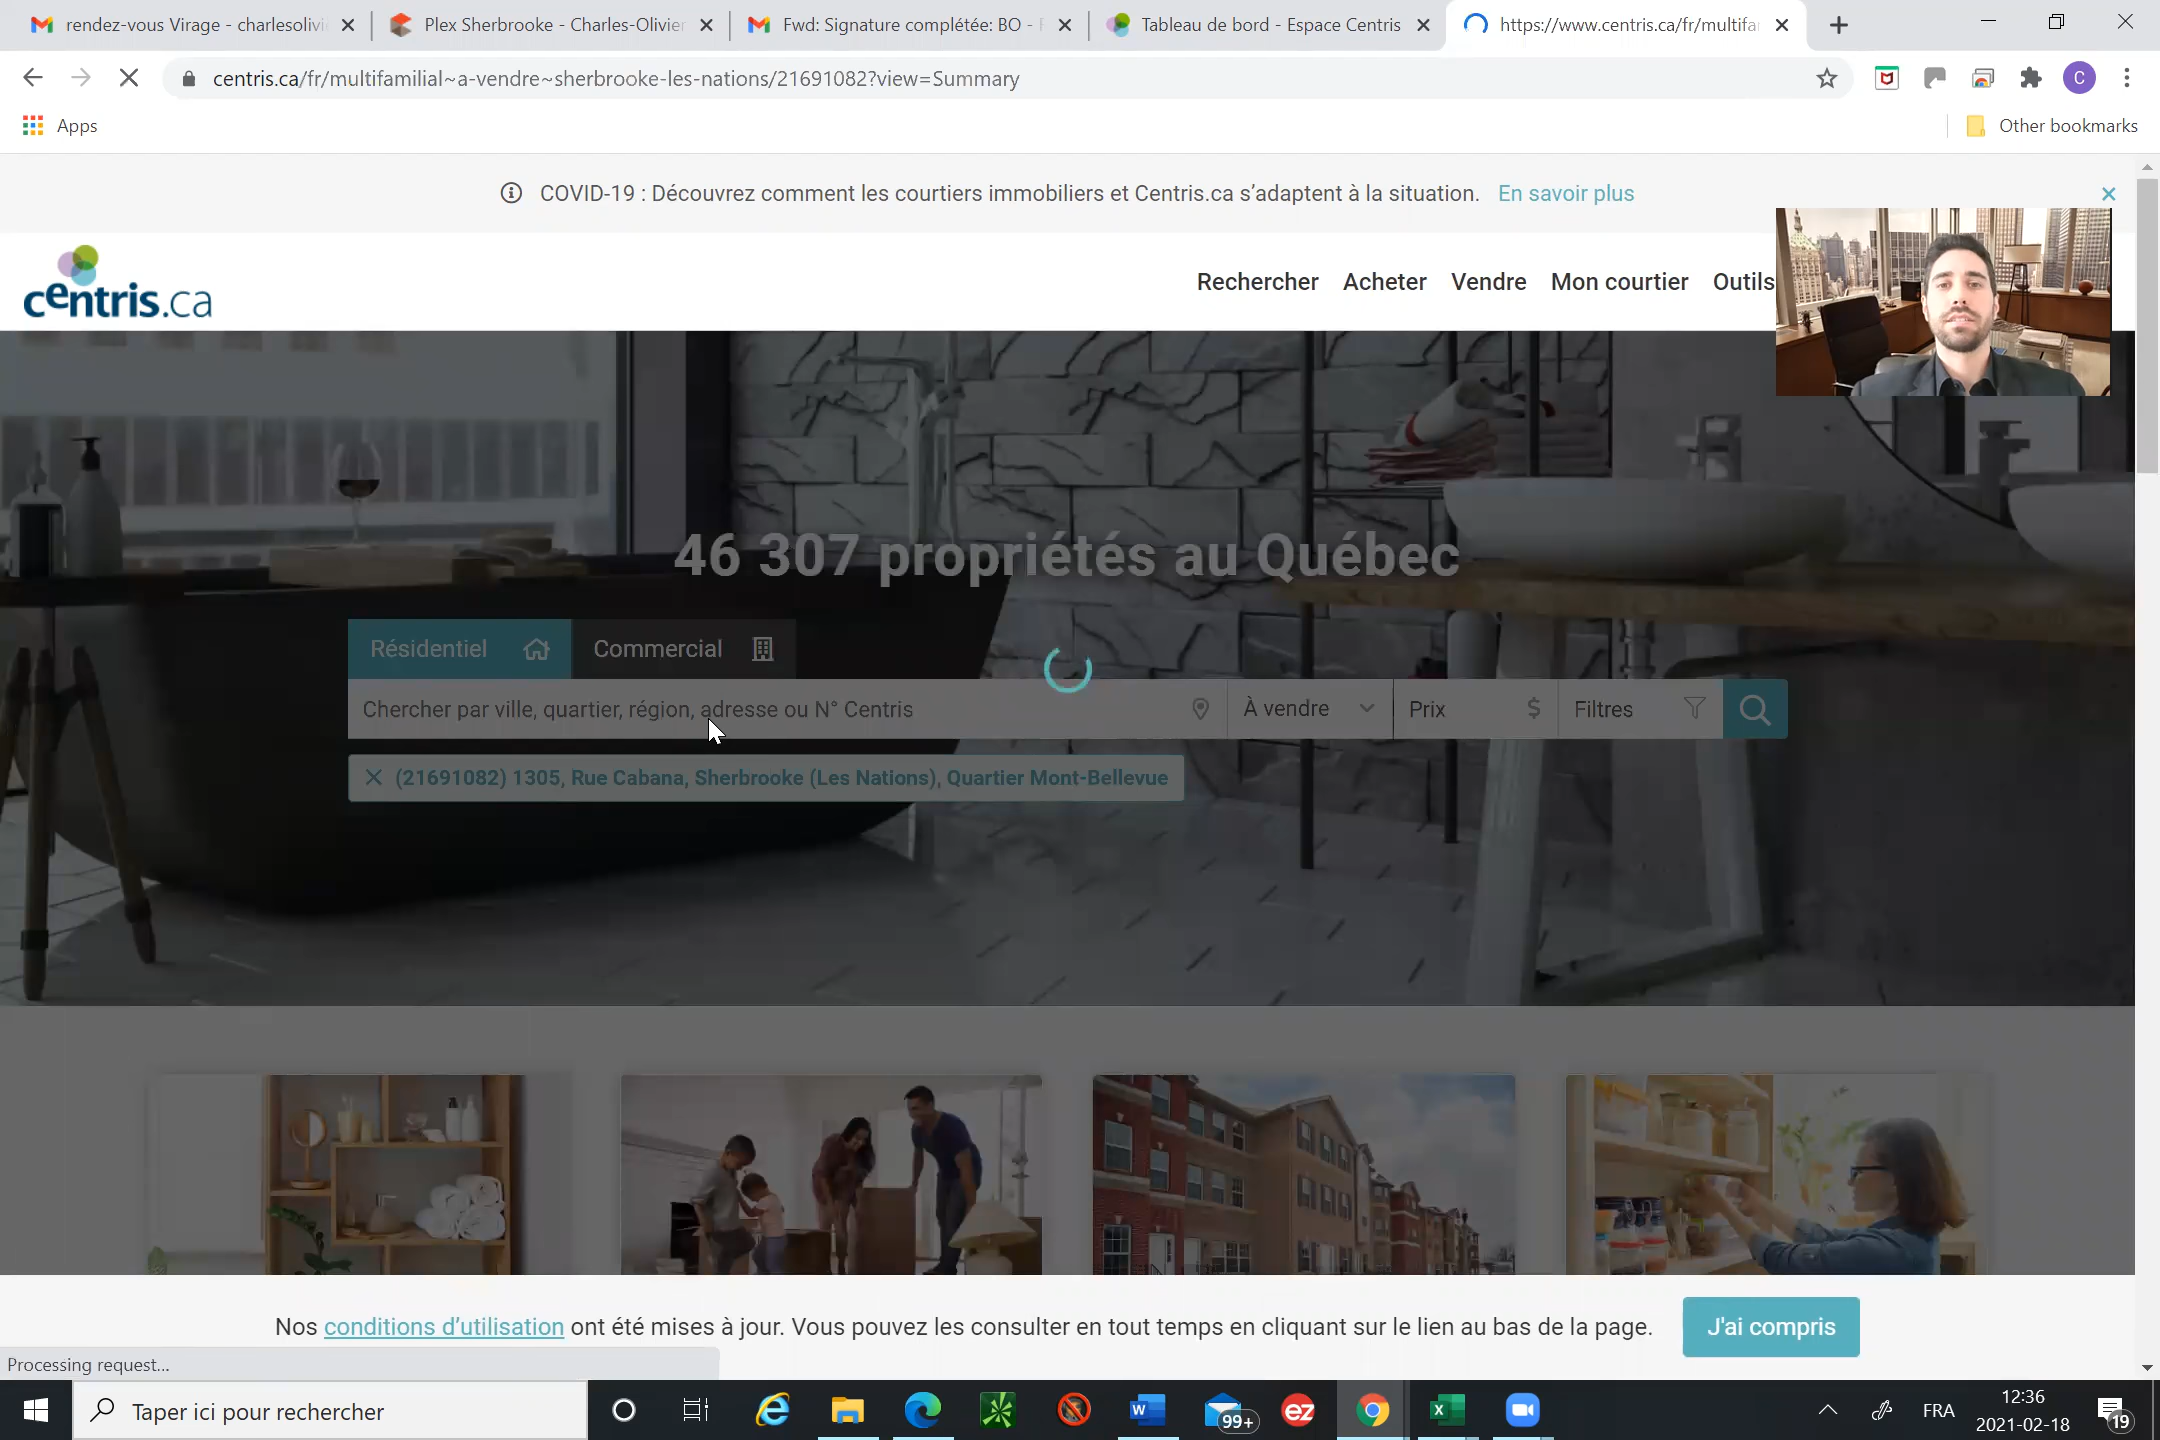 rendez-vous Virage - charlesolivi
Plex Sherbrooke - Charles-Olivier
Fwd: Signature complétée: BO - F
Tableau de bord - Espace Centris
https://www.centris.ca/fr/multifa
centris.ca/fr/multifamilial~a-vendre~sherbrooke-les-nations/21691082?view=Summary
C
Apps
Other bookmarks
COVID-19 : Découvrez comment les courtiers immobiliers et Centris.ca s'adaptent à la situation. En savoir plus
centris.ca
Rechercher Acheter Vendre Mon courtier Outils
46 307 propriétés au Québec
Résidentiel
Commercial
Chercher par ville, quartier, région, adresse ou N° Centris
À vendre
Prix $
Filtres
(21691082) 1305, Rue Cabana, Sherbrooke (Les Nations), Quartier Mont-Bellevue
Nos conditions d'utilisation ont été mises à jour. Vous pouvez les consulter en tout temps en cliquant sur le lien au bas de la page.
J'ai compris
Processing request...
Taper ici pour rechercher
99+
ez
FRA
12:36
2021-02-18
19